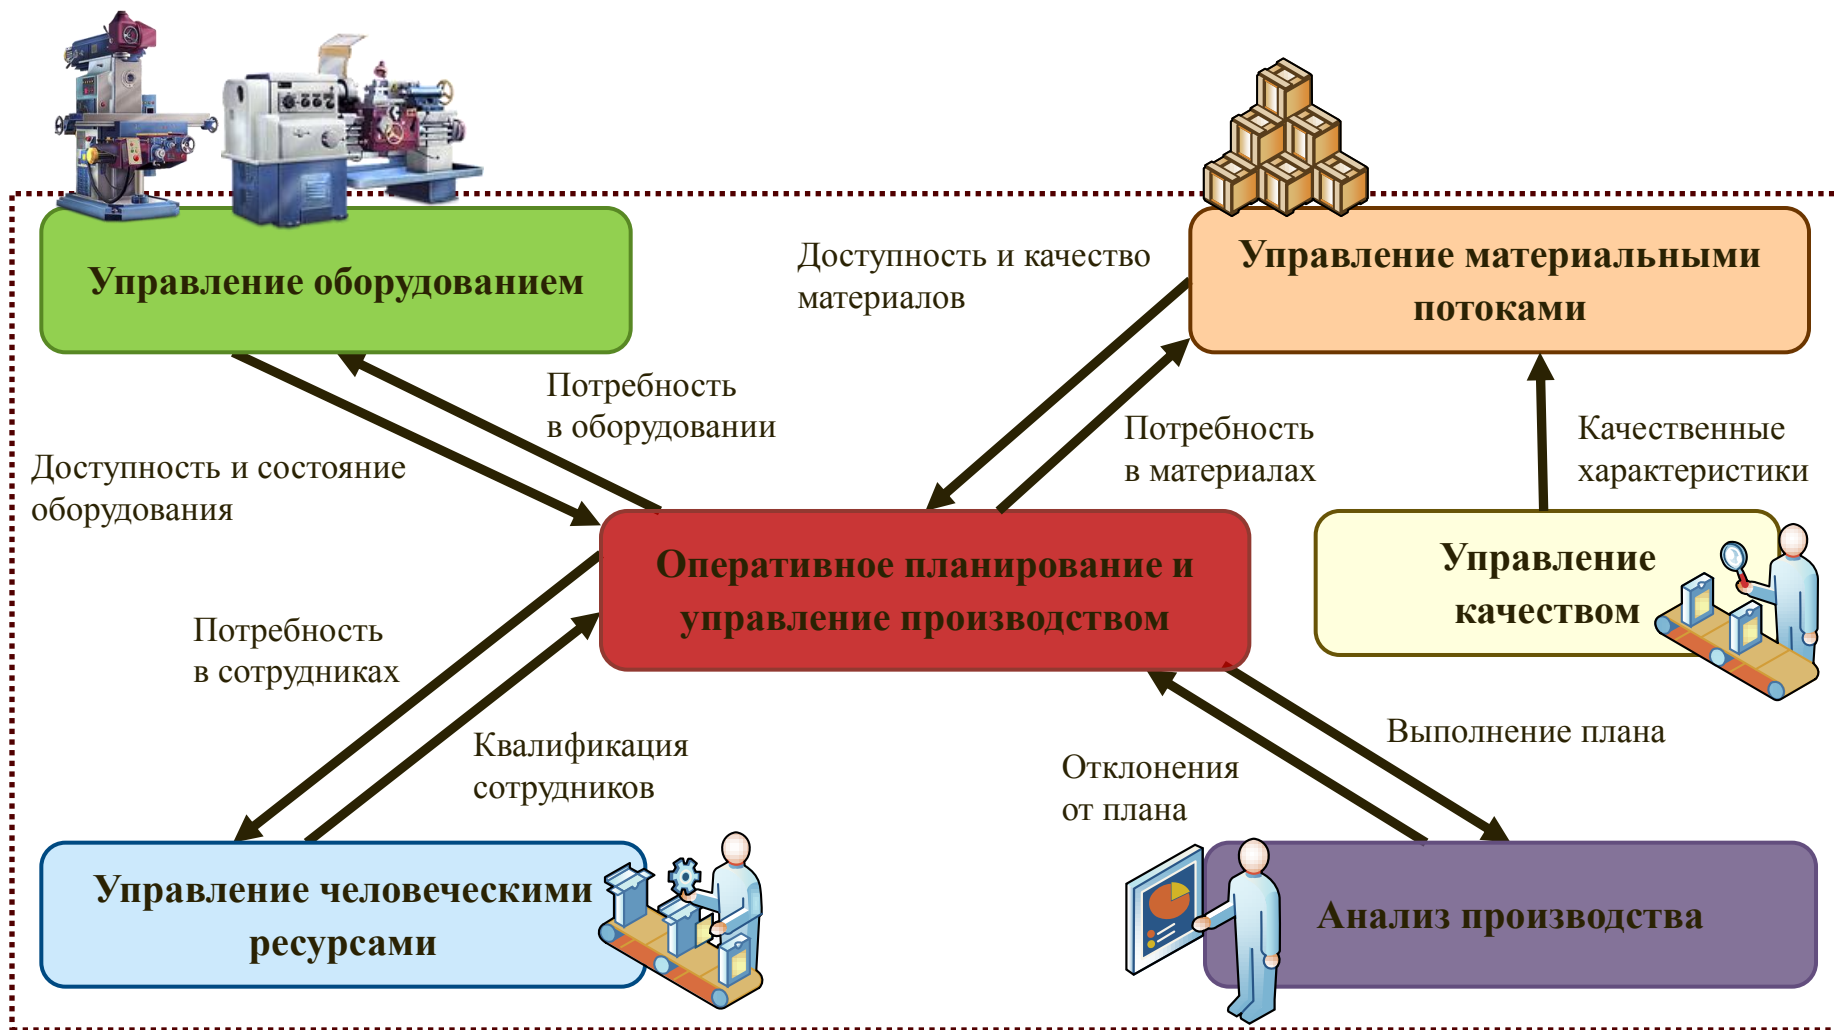 Управление оборудованием
Доступность и качество
материалов
Управление материальными
потоками
Потребность
в оборудовании
Доступность и состояние
оборудования
Потребность
в материалах
Качественные
характеристики
Оперативное планирование и
управление производством
Управление
качеством
Потребность
в сотрудниках
Квалификация
сотрудников
Отклонения
от плана
Выполнение плана
Управление человеческими
ресурсами
Анализ производства